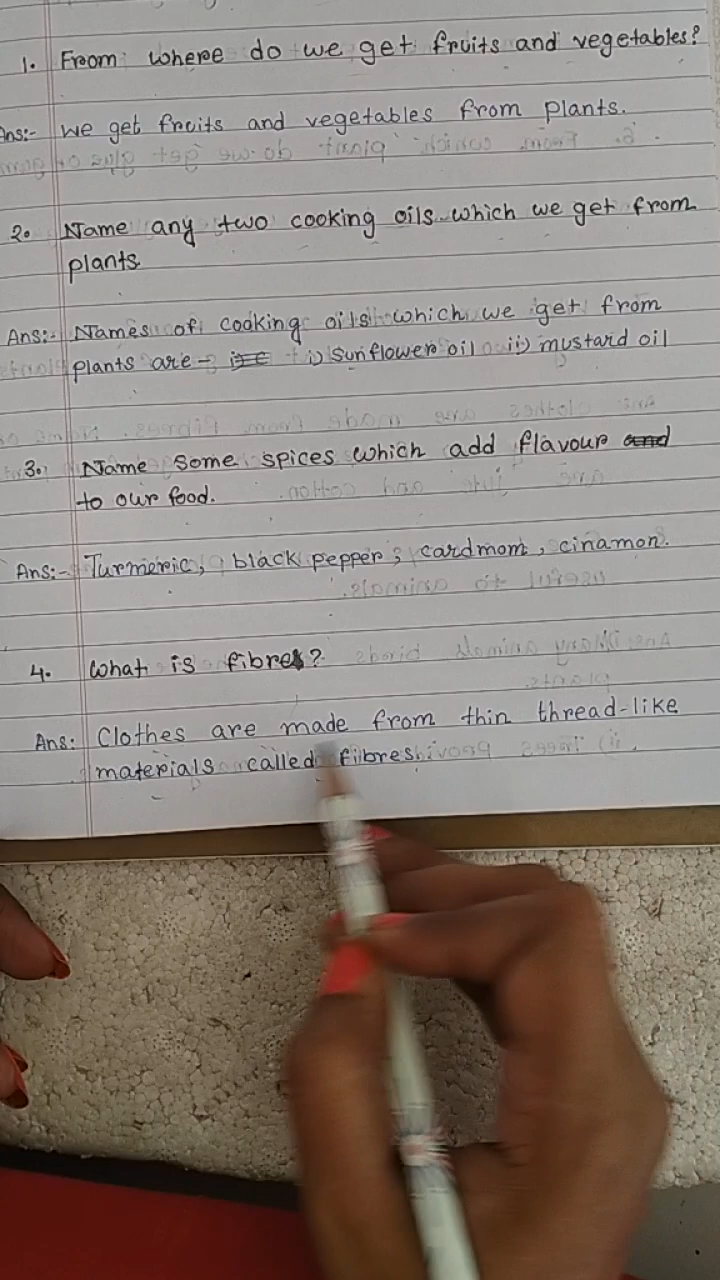 1. From where do we get fruits and vegetables?
Ans:- We get fruits and vegetables from plants.
2. Name any two cooking oils which we get from
plants
Ans:- Names of cooking oils which we get from
plants are - i) Sunflower oil ii) mustard oil
3. Name some spices which add flavour and
to our food.
Ans:- Turmeric, black pepper, cardmom, cinamon.
4. What is fibre?
Ans: Clothes are made from thin thread-like
materials called fibres.